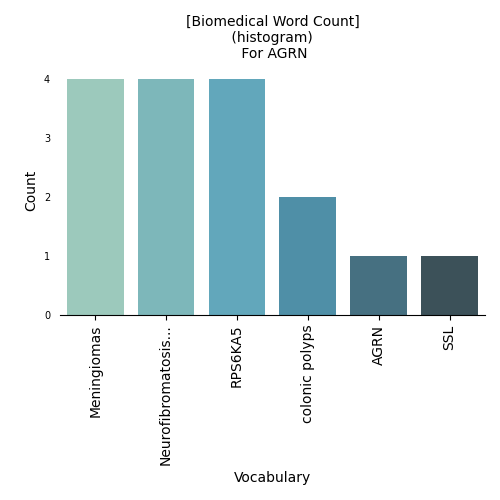 [Biomedical Word Count]
(histogram)
For AGRN
Count
4
3
2
1
0
Meningiomas
Neurofibromatosis...
RPS6KA5
colonic polyps
AGRN
SSL
Vocabulary